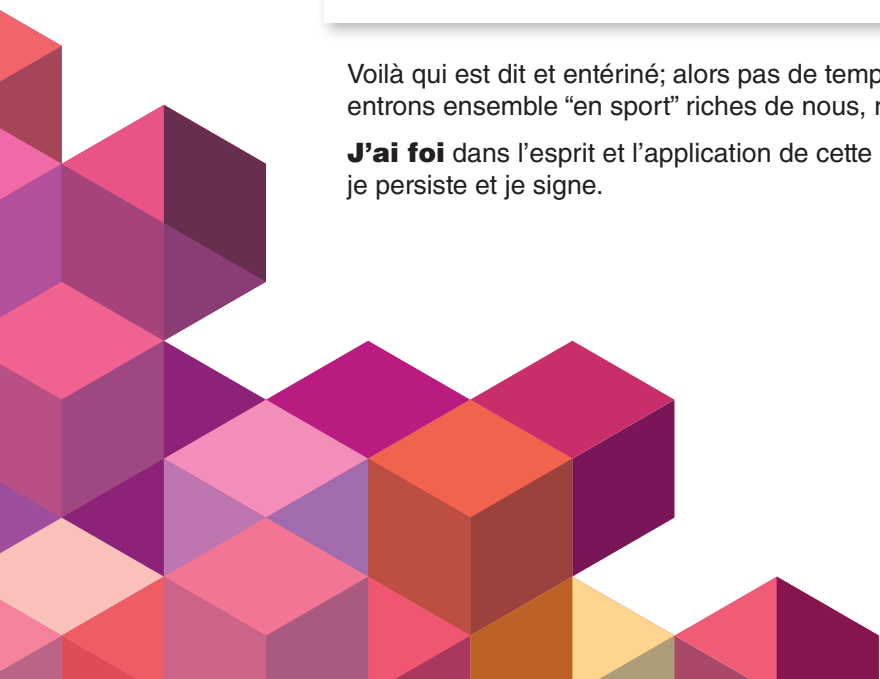 Voilà qui est dit et entériné; alors pas de temp
entrons ensemble “en sport” riches de nous,
J’ai foi dans l’esprit et l’application de cette
je persiste et je signe.